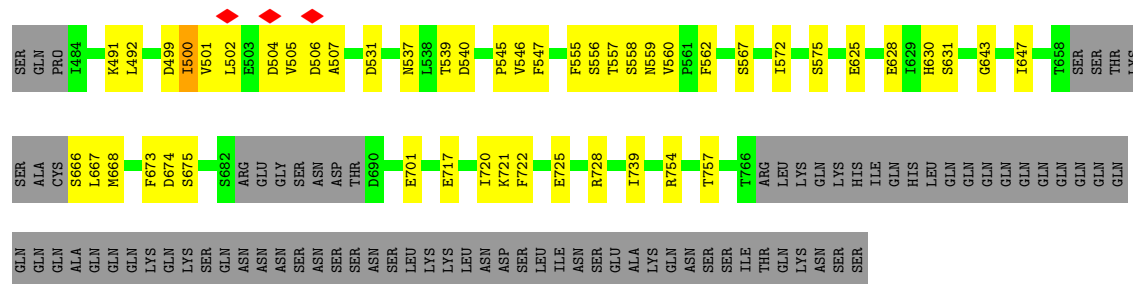 SER GLN PRO I484 K491 L492 D499 I500 V501 L502 E503 D504 V505 D506 A507 D531 N537 L538 T539 D540 P545 V546 F547 F555 S556 T557 S558 N559 V560 P561 F562 S567 I572 S575 E625 E628 I629 H630 S631 G643 I647 T658 SER SER THR LYS
SER ALA CYS S666 L667 M668 F673 D674 S675 S682 ARG GLU GLY SER ASN ASP THR D690 E701 E717 I720 K721 F722 E725 R728 I739 R754 T757 T766 ARG LEU LYS GLN LYS HIS ILE GLN HIS LEU GLN GLN GLN GLN GLN GLN GLN GLN GLN GLN GLN
GLN GLN GLN ALA GLN GLN GLN LYS GLN LYS SER GLN ASN ASN ASN SER ASN SER SER SER ASN SER SER LEU LYS LYS LEU ASN ASP SER LEU ILE ASN SER GLU ALA LYS GLN ASN SER SER ILE THR GLN LYS ASN SER SER